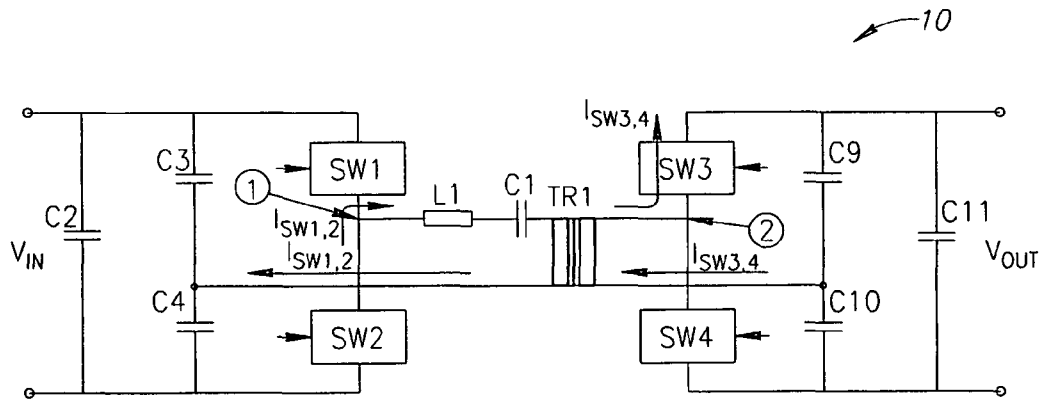 10
I_SW3,4
C3
SW1
SW3
C9
C1
TR1
L1
1
C2
C11
I_SW1,2
2
I_SW1,2
I_SW3,4
V_IN
V_OUT
C4
C10
SW2
SW4